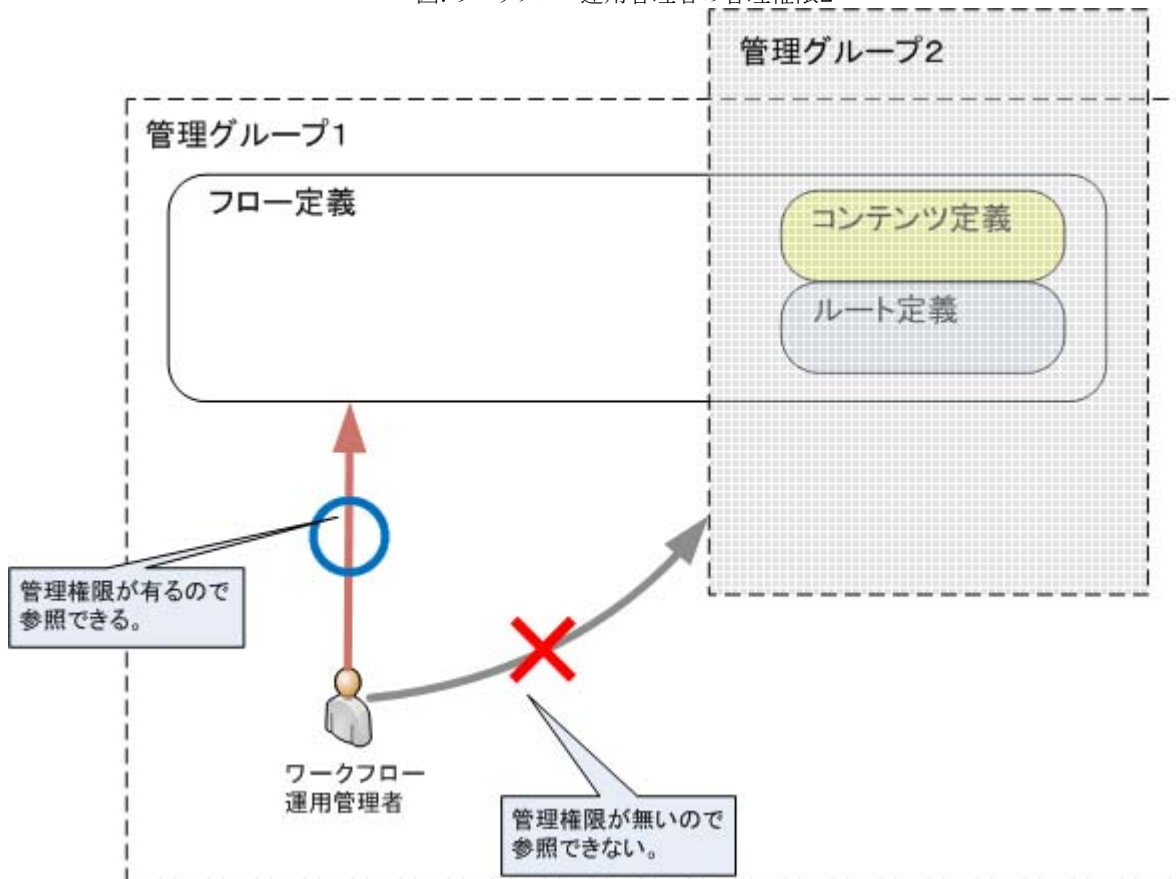 管理グループ2
管理グループ1
フロー定義
コンテンツ定義
ルート定義
管理権限が有るので
参照できる。
ワークフロー
運用管理者
管理権限が無いので
参照できない。